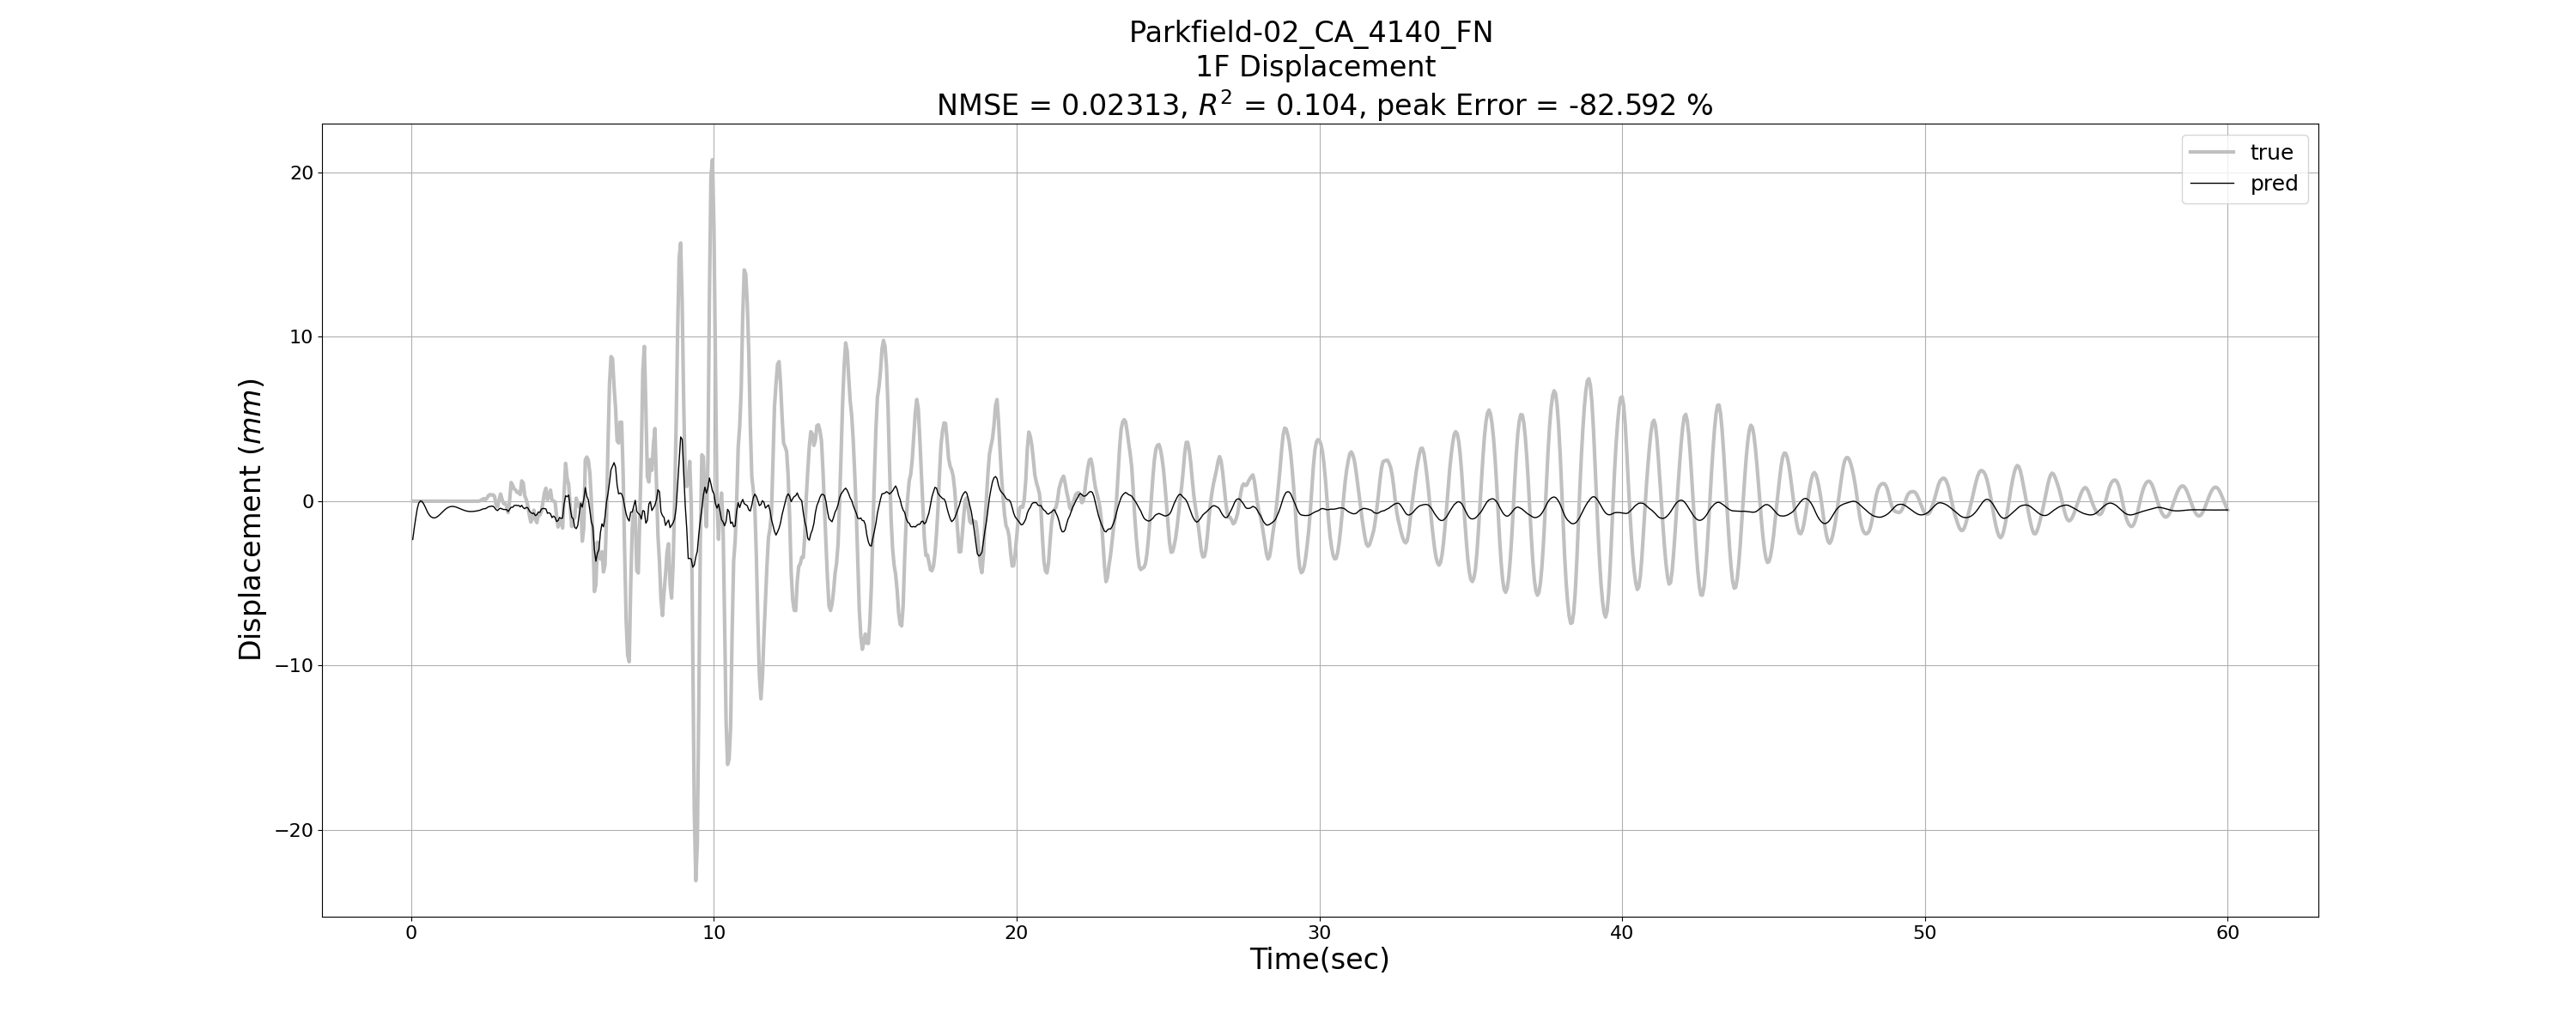 Parkfield-02_CA_4140_FN
1F Displacement
NMSE = 0.02313, R² = 0.104, peak Error = -82.592 %
true
pred
Displacement (mm)
20
10
0
−10
−20
0 10 20 30 40 50 60
Time(sec)